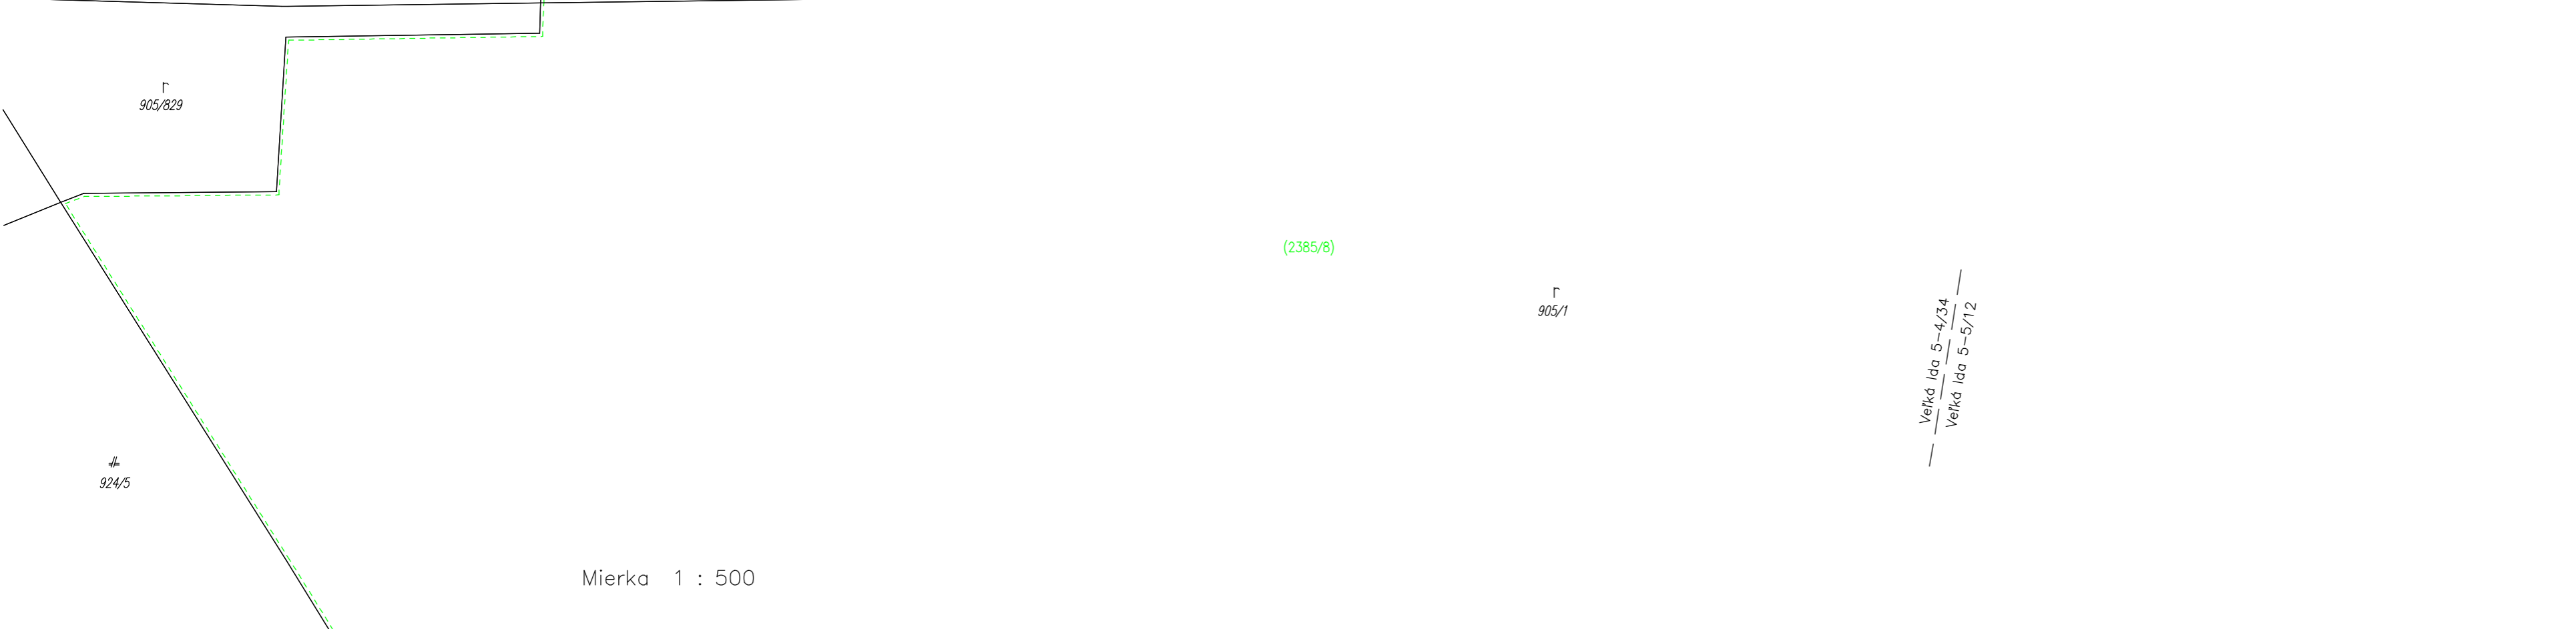 905/829
(2385/8)
905/1
Veľká Ida 5-4/34
Veľká Ida 5-5/12
924/5
Mierka 1 : 500